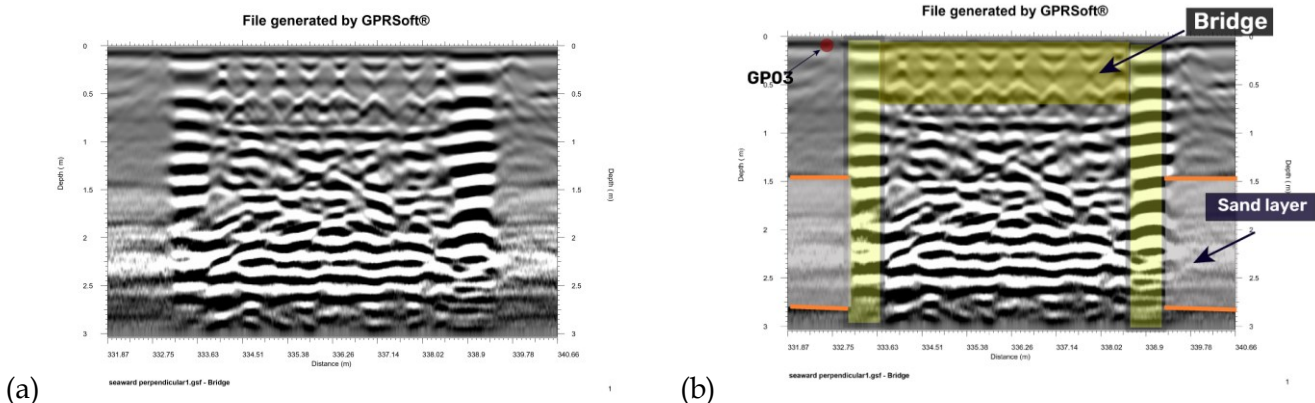 File generated by GPRSoft®
0
0.5
1
1.5
2
2.5
3
Depth ( m)
0
0.5
1
1.5
2
2.5
3
Depth ( m)
331.87 332.75 333.63 334.51 335.38 336.26 337.14 338.02 338.9 339.78 340.66
Distance (m)
seaward perpendicular1.gsf - Bridge
1
(a)
File generated by GPRSoft®
Bridge
GP03
Sand layer
0
0.5
1
1.5
2
2.5
3
Depth ( m)
0
0.5
1
1.5
2
2.5
3
Depth ( m)
331.87 332.75 333.63 334.51 335.38 336.26 337.14 338.02 338.9 339.78 340.66
Distance (m)
seaward perpendicular1.gsf - Bridge
1
(b)